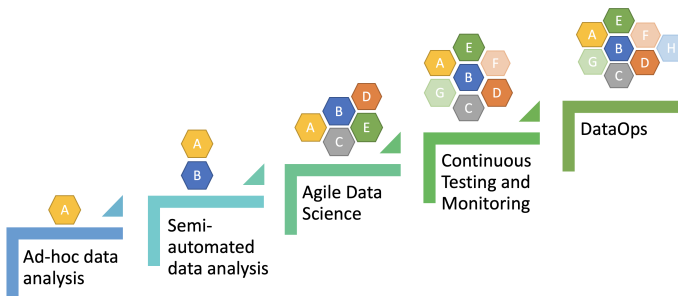 A
Ad-hoc data
analysis
A
B
Semi-
automated
data analysis
D
B
A
E
C
Agile Data
Science
E
A
F
B
G
D
C
Continuous
Testing and
Monitoring
E
A
F
B
H
G
D
C
DataOps